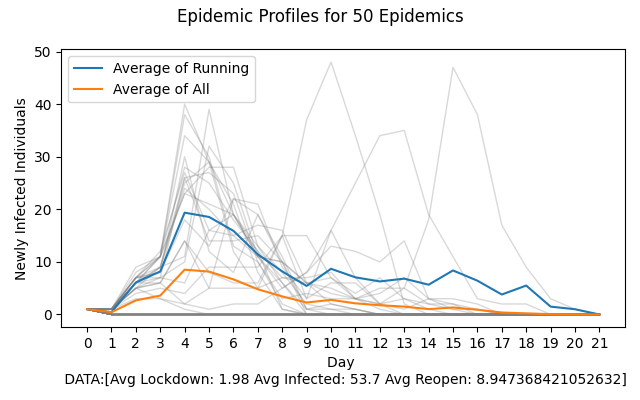 Epidemic Profiles for 50 Epidemics
50
Average of Running
Average of All
40
30
20
10
0
Newly Infected Individuals
0 1 2 3 4 5 6 7 8 9 10 11 12 13 14 15 16 17 18 19 20 21
Day
DATA:[Avg Lockdown: 1.98 Avg Infected: 53.7 Avg Reopen: 8.947368421052632]